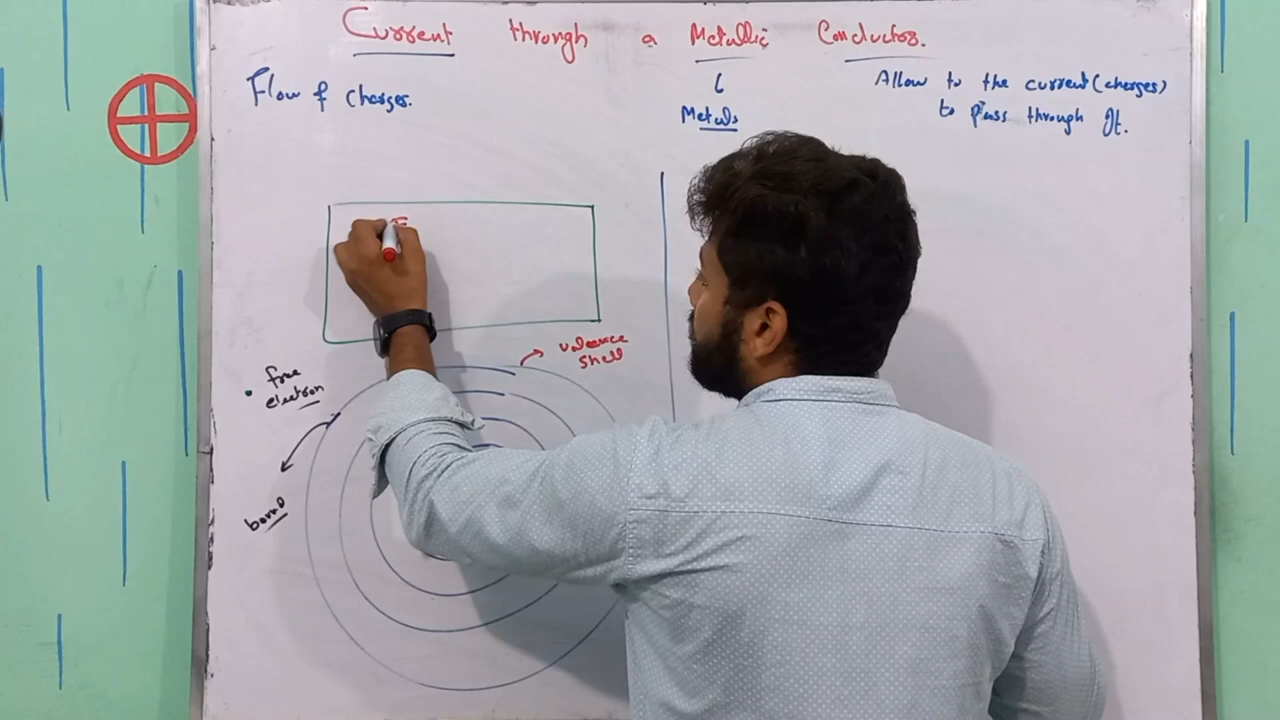 Current through a Metallic Conductor.
Flow of charges.
Metals
Allow to the current (charges)
to pass through It.
valence
shell
free
electron